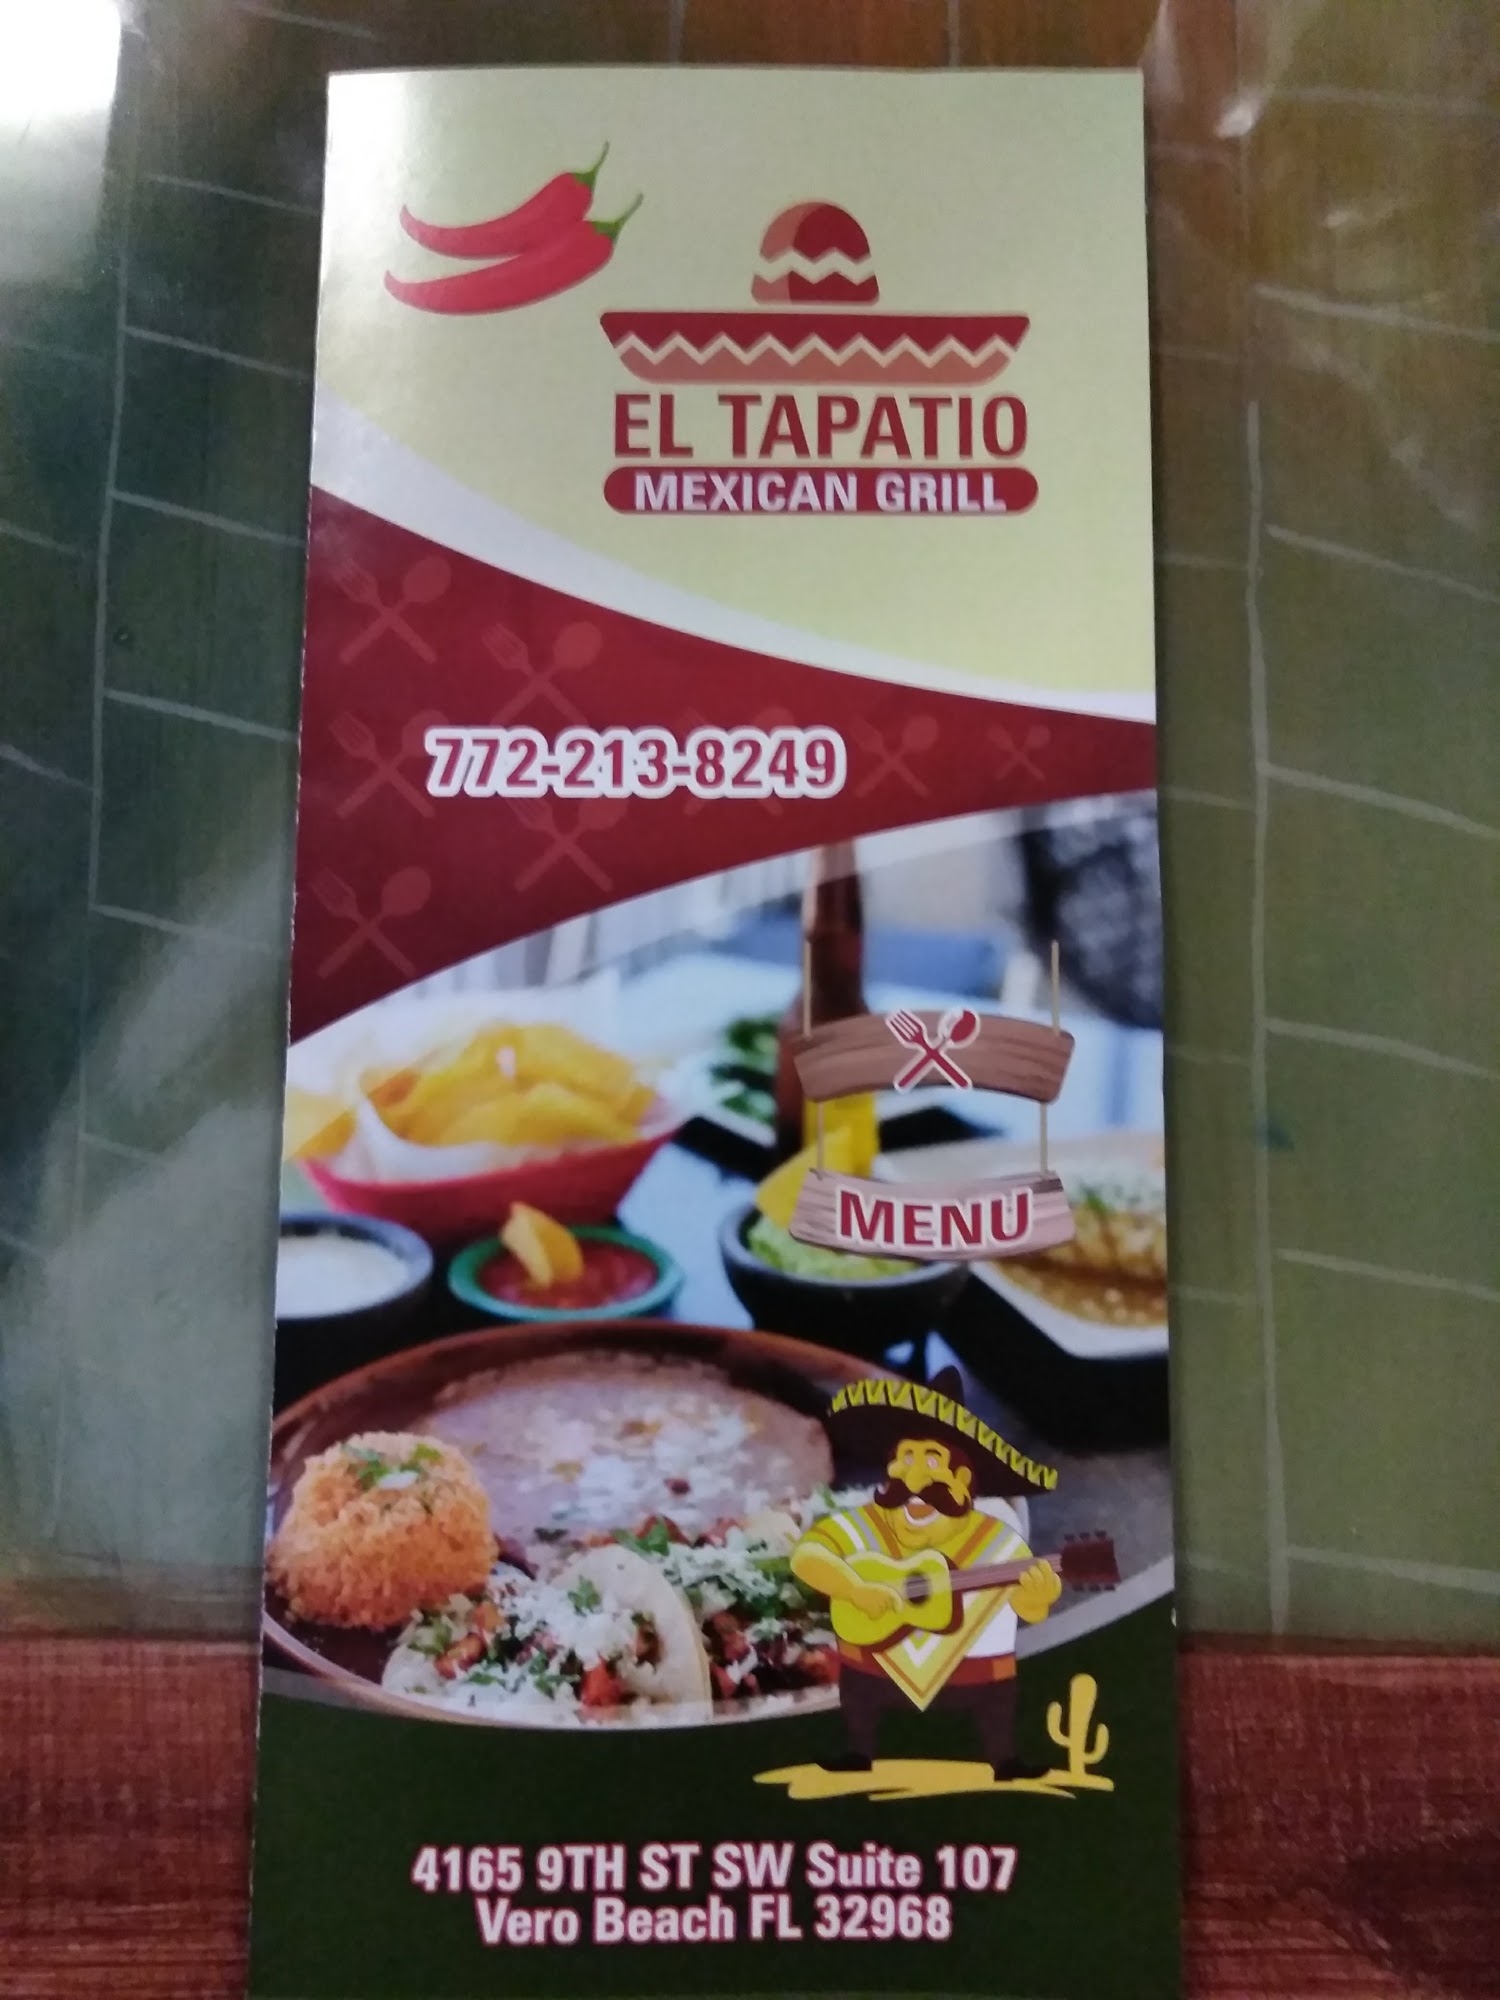 EL TAPATIO
MEXICAN GRILL
772-213-8249
MENU
4165 9TH ST SW Suite 107
Vero Beach FL 32968